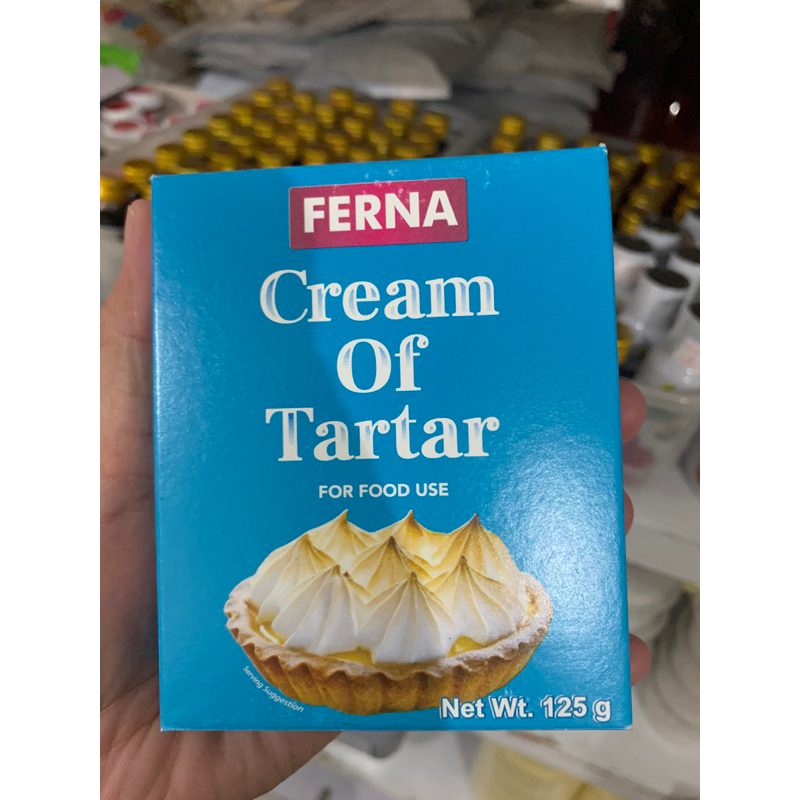 FERNA
Cream
Of
Tartar
FOR FOOD USE
Serving Suggestion
Net Wt. 125 g